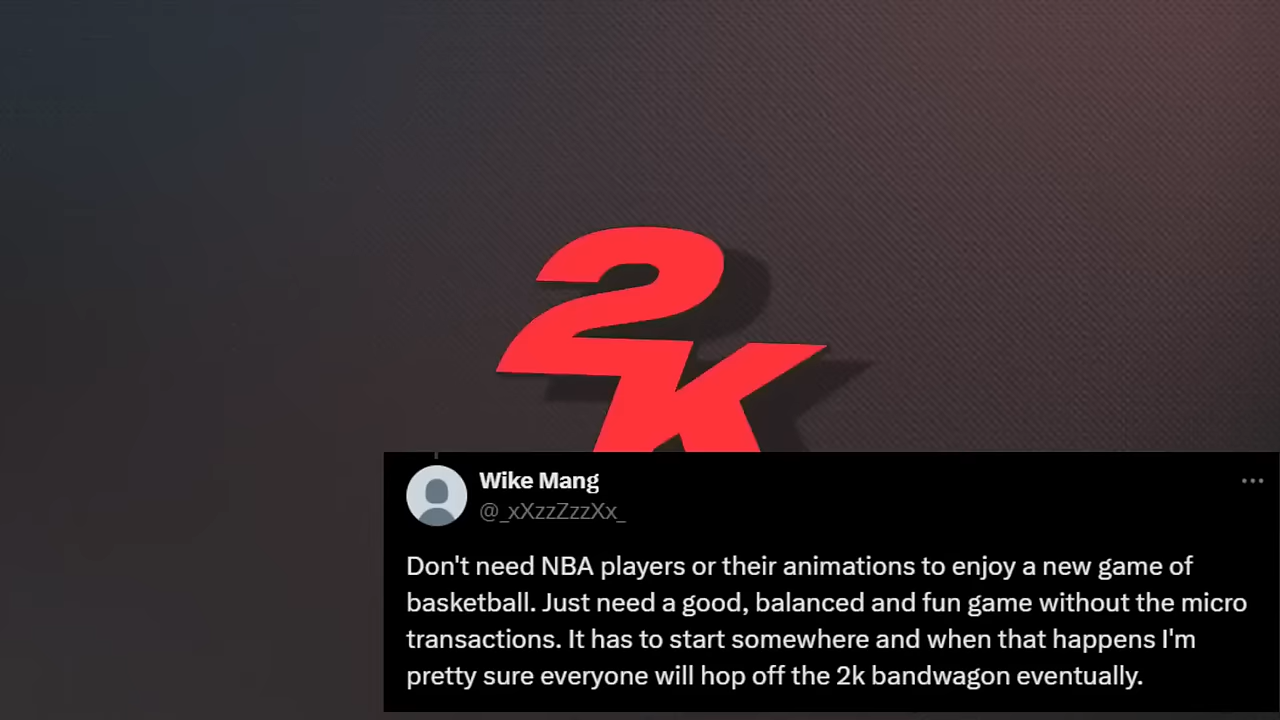 2K
Wike Mang
@_xXzzZzzXx_
Don't need NBA players or their animations to enjoy a new game of
basketball. Just need a good, balanced and fun game without the micro
transactions. It has to start somewhere and when that happens I'm
pretty sure everyone will hop off the 2k bandwagon eventually.